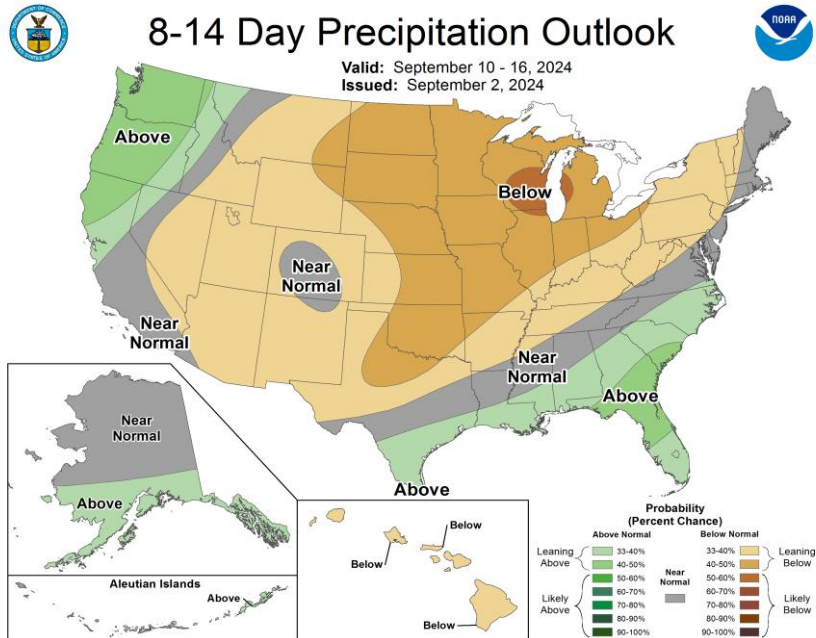 8-14 Day Precipitation Outlook
Valid: September 10 - 16, 2024
Issued: September 2, 2024
NOAA
Above
Below
Near
Normal
Near
Normal
Near
Normal
Above
Above
Near
Normal
Above
Aleutian Islands
Above
Below
Below
Below
Probability
(Percent Chance)
Above Normal
Below Normal
Leaning
Above
33-40%
40-50%
50-60%
60-70%
70-80%
80-90%
90-100%
Likely
Above
Near
Normal
33-40%
40-50%
50-60%
60-70%
70-80%
80-90%
90-100%
Leaning
Below
Likely
Below